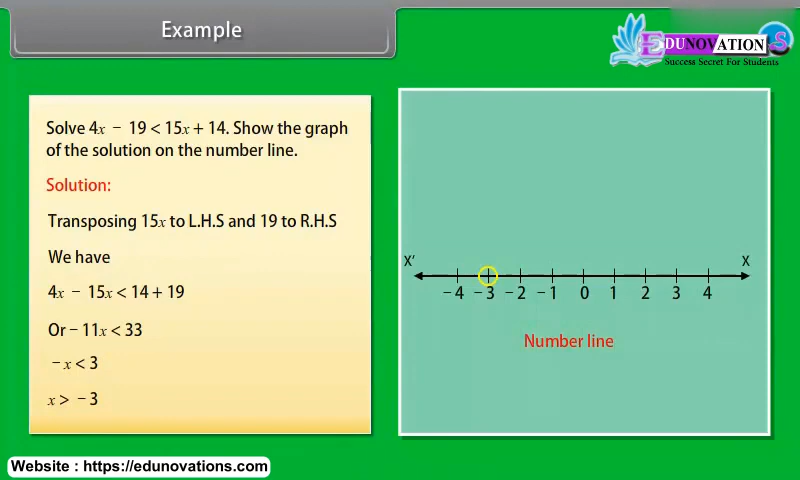 Example
EDUNOVATION S
Success Secret For Students
Solve 4x − 19 < 15x + 14. Show the graph
of the solution on the number line.
Solution:
Transposing 15x to L.H.S and 19 to R.H.S
We have
4x − 15x < 14 + 19
Or − 11x < 33
− x < 3
x > − 3
X' X
−4 −3 −2 −1 0 1 2 3 4
Number line
Website : https://edunovations.com